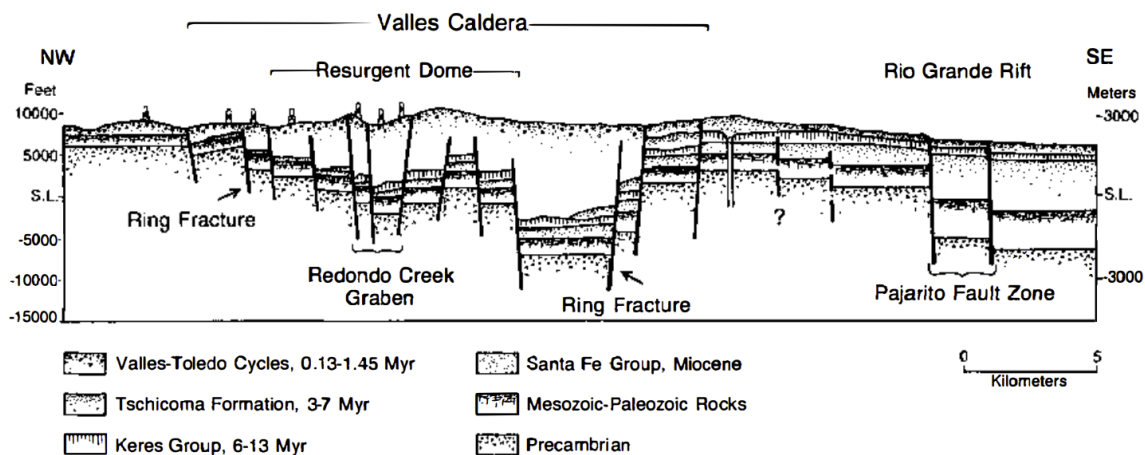 Valles Caldera
NW
SE
Resurgent Dome
Rio Grande Rift
Feet
Meters
10000
5000
S.L.
-5000
-10000
-15000
3000
S.L.
-3000
Ring Fracture
?
Redondo Creek
Graben
Ring Fracture
Pajarito Fault Zone
Valles-Toledo Cycles, 0.13-1.45 Myr
Tschicoma Formation, 3-7 Myr
Keres Group, 6-13 Myr
Santa Fe Group, Miocene
Mesozoic-Paleozoic Rocks
Precambrian
0 5
Kilometers